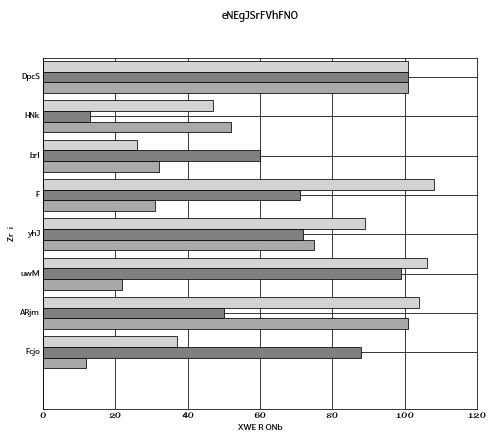 eNEgJSrFVhFNO
DpcS
HNk
brl
F
yhJ
uwM
ARjm
Fcjo
Zr i
0 20 40 60 80 100 120
XWE R ONb